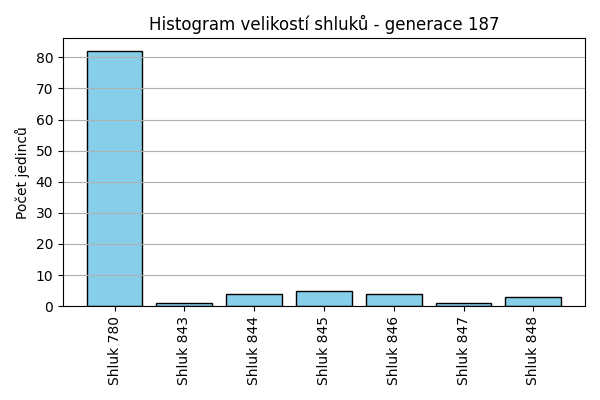 Histogram velikostí shluků - generace 187
Počet jedinců
80
70
60
50
40
30
20
10
0
Shluk 780
Shluk 843
Shluk 844
Shluk 845
Shluk 846
Shluk 847
Shluk 848